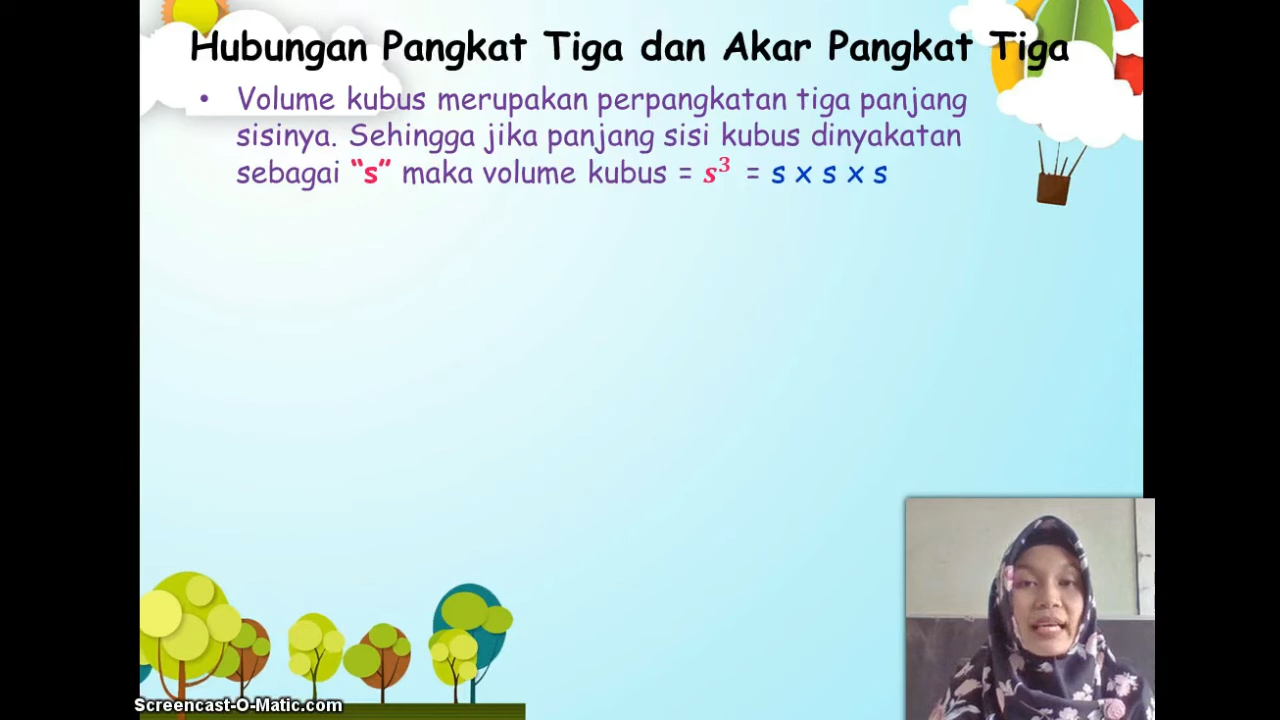 Hubungan Pangkat Tiga dan Akar Pangkat Tiga
• Volume kubus merupakan perpangkatan tiga panjang
sisinya. Sehingga jika panjang sisi kubus dinyakatan
sebagai “s” maka volume kubus = s³ = s x s x s
Screencast-O-Matic.com